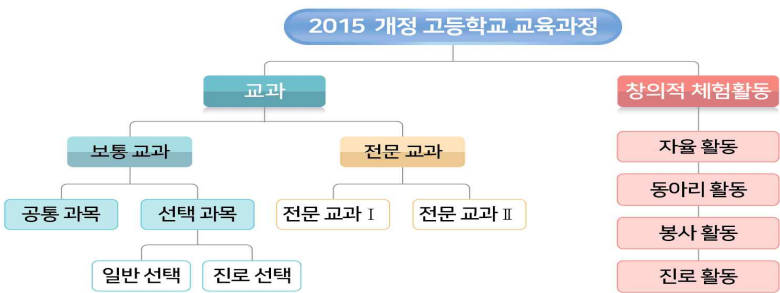 2015 개정 고등학교 교육과정
교과
창의적 체험활동
보통 교과
전문 교과
자율 활동
동아리 활동
공통 과목
선택 과목
전문 교과 Ⅰ
전문 교과 Ⅱ
봉사 활동
일반 선택
진로 선택
진로 활동